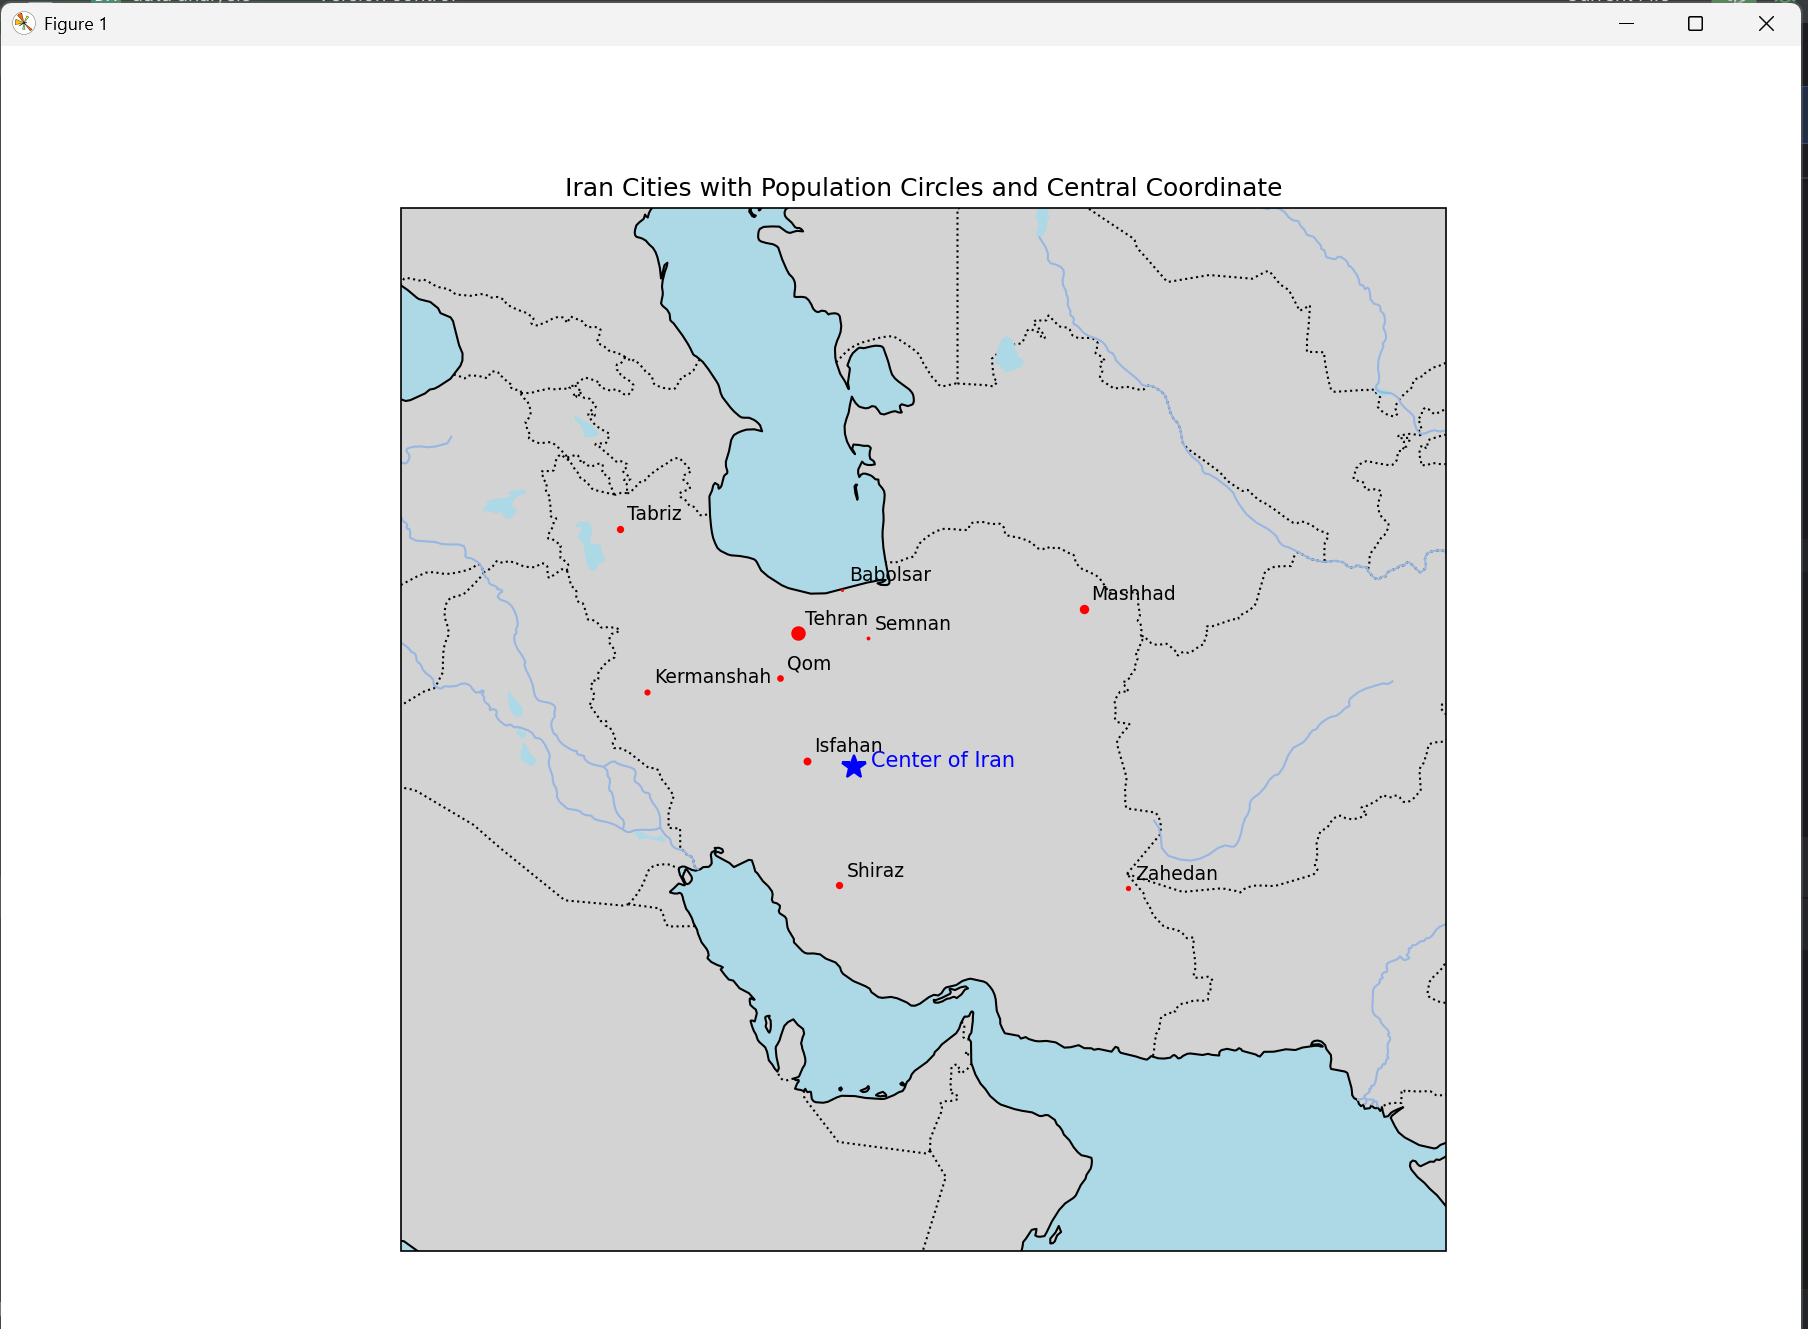 Figure 1
Iran Cities with Population Circles and Central Coordinate
Tabriz
Babolsar
Mashhad
Tehran
Semnan
Qom
Kermanshah
Isfahan
Center of Iran
Shiraz
Zahedan